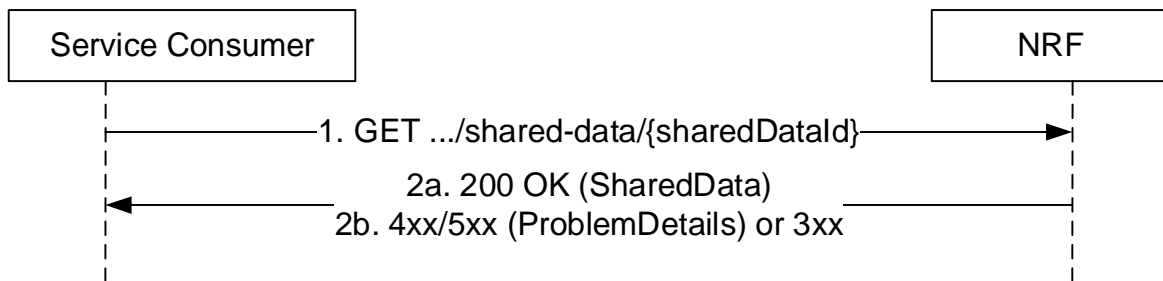 Service Consumer
NRF
1. GET .../shared-data/{sharedDataId}
2a. 200 OK (SharedData)
2b. 4xx/5xx (ProblemDetails) or 3xx